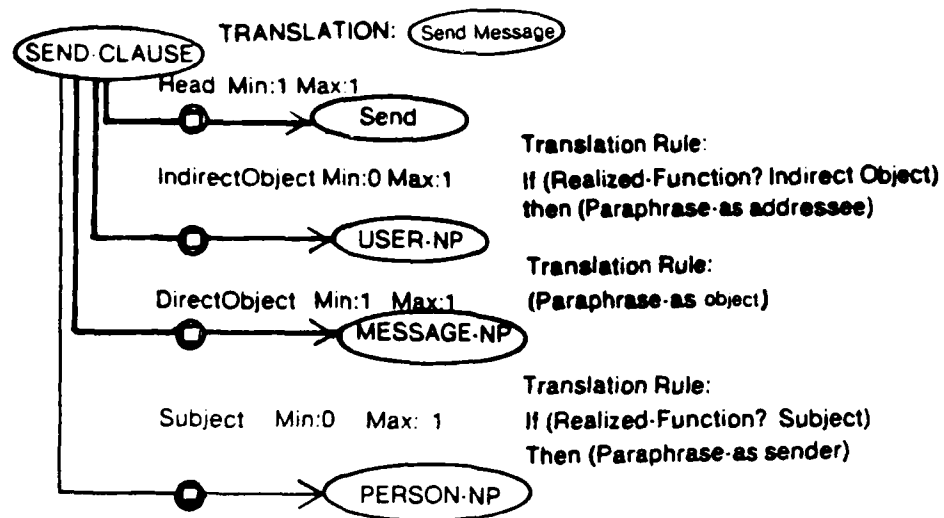 TRANSLATION: Send Message
SEND·CLAUSE
Head Min:1 Max:1
Send
Translation Rule:
IndirectObject Min:0 Max:1
If (Realized·Function? Indirect Object)
then (Paraphrase·as addressee)
USER·NP
Translation Rule:
DirectObject Min:1 Max:1
(Paraphrase·as object)
MESSAGE·NP
Translation Rule:
Subject Min:0 Max: 1
If (Realized·Function? Subject)
Then (Paraphrase·as sender)
PERSON·NP